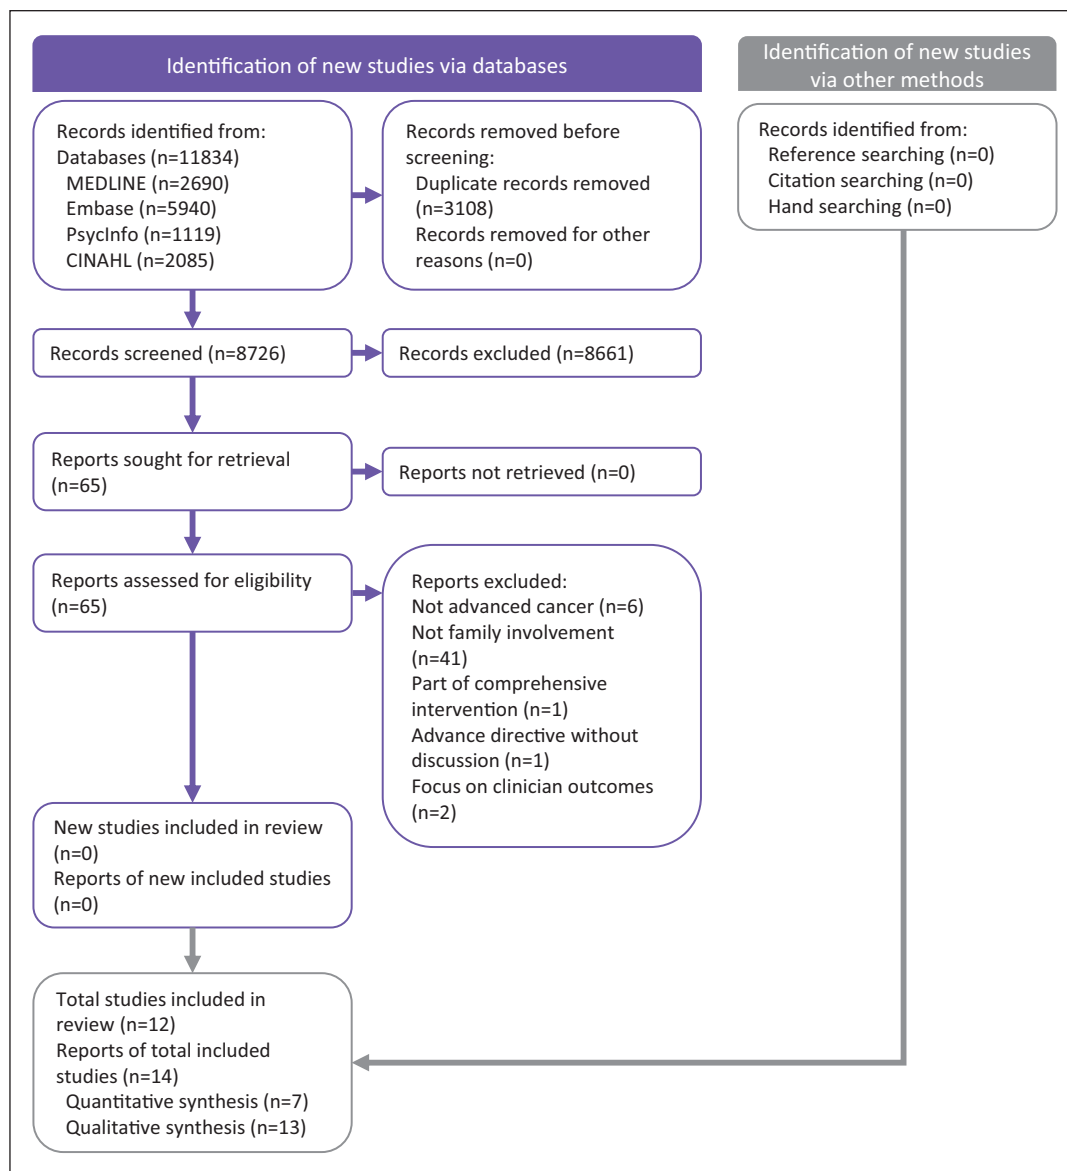 Identification of new studies via databases
Identification of new studies
via other methods
Records identified from:
Databases (n=11834)
MEDLINE (n=2690)
Embase (n=5940)
PsycInfo (n=1119)
CINAHL (n=2085)
Records removed before
screening:
Duplicate records removed
(n=3108)
Records removed for other
reasons (n=0)
Records identified from:
Reference searching (n=0)
Citation searching (n=0)
Hand searching (n=0)
Records screened (n=8726)
Records excluded (n=8661)
Reports sought for retrieval
(n=65)
Reports not retrieved (n=0)
Reports assessed for eligibility
(n=65)
Reports excluded:
Not advanced cancer (n=6)
Not family involvement
(n=41)
Part of comprehensive
intervention (n=1)
Advance directive without
discussion (n=1)
Focus on clinician outcomes
(n=2)
New studies included in review
(n=0)
Reports of new included studies
(n=0)
Total studies included in
review (n=12)
Reports of total included
studies (n=14)
Quantitative synthesis (n=7)
Qualitative synthesis (n=13)